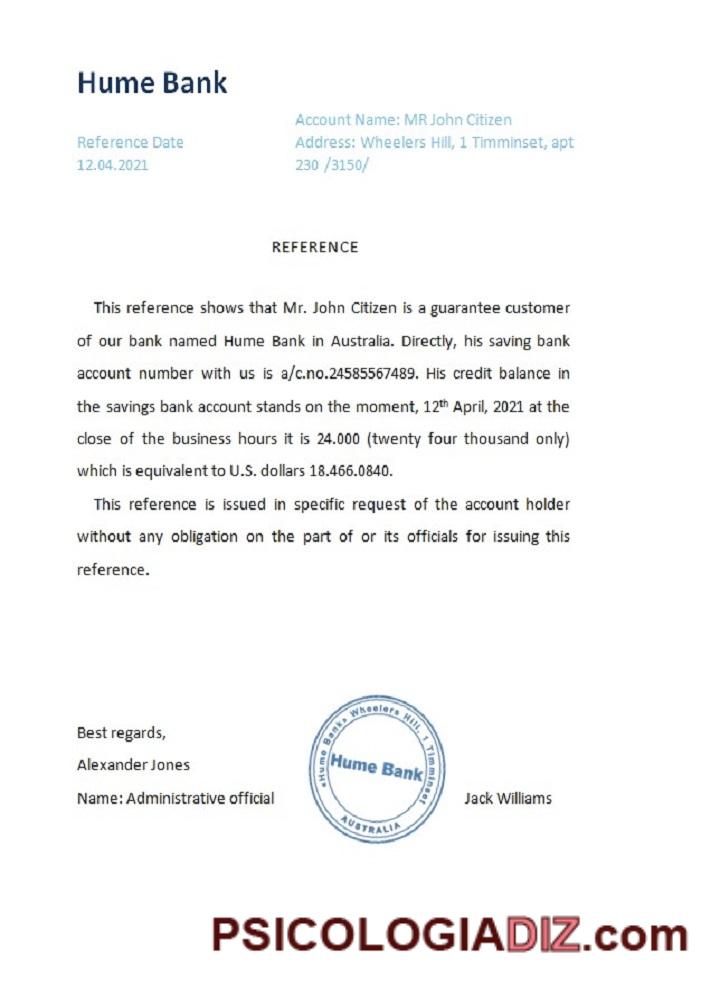 Hume Bank
Account Name: MR John Citizen
Reference Date
Address: Wheelers Hill, 1 Timminset, apt
12.04.2021
230 /3150/
REFERENCE
This reference shows that Mr. John Citizen is a guarantee customer
of our bank named Hume Bank in Australia. Directly, his saving bank
account number with us is a/c.no.24585567489. His credit balance in
the savings bank account stands on the moment, 12th April, 2021 at the
close of the business hours it is 24.000 (twenty four thousand only)
which is equivalent to U.S. dollars 18.466.0840.
This reference is issued in specific request of the account holder
without any obligation on the part of or its officials for issuing this
reference.
Best regards,
Alexander Jones
Name: Administrative official
«Hume Bank» Wheelers Hill, 1 Timminset
Hume Bank
AUSTRALIA
Jack Williams
PSICOLOGIADIZ.com